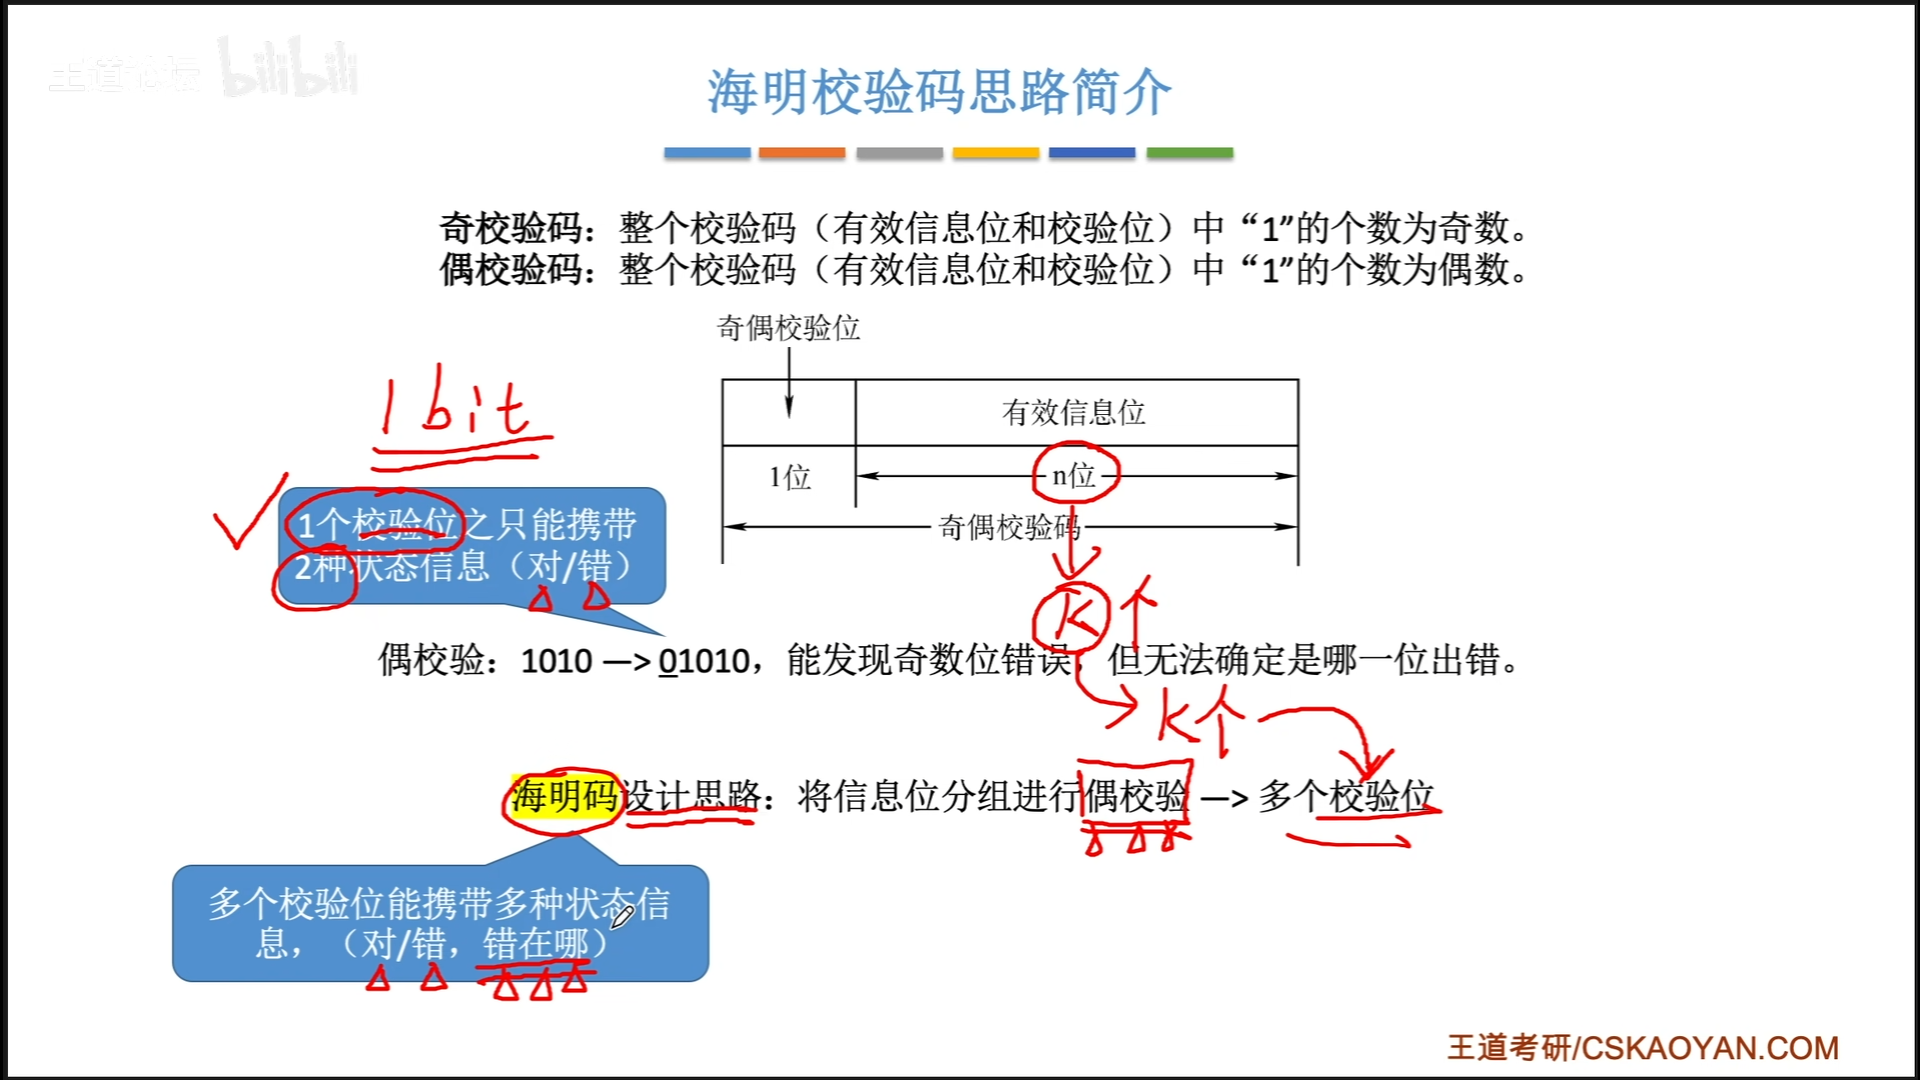 王道论坛 bilibili
海明校验码思路简介
奇校验码：整个校验码（有效信息位和校验位）中“1”的个数为奇数。
偶校验码：整个校验码（有效信息位和校验位）中“1”的个数为偶数。
奇偶校验位
有效信息位
1位
n位
奇偶校验码
1bit
1个校验位之只能携带
2种状态信息（对/错）
K
偶校验：1010 —> 01010，能发现奇数位错误，但无法确定是哪一位出错。
K个
海明码设计思路：将信息位分组进行偶校验 —> 多个校验位
多个校验位能携带多种状态信
息，（对/错，错在哪）
王道考研/CSKAOYAN.COM